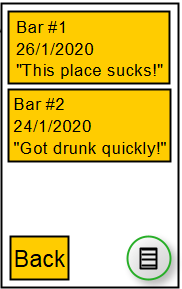 Bar #1
26/1/2020
"This place sucks!"
Bar #2
24/1/2020
"Got drunk quickly!"
Back